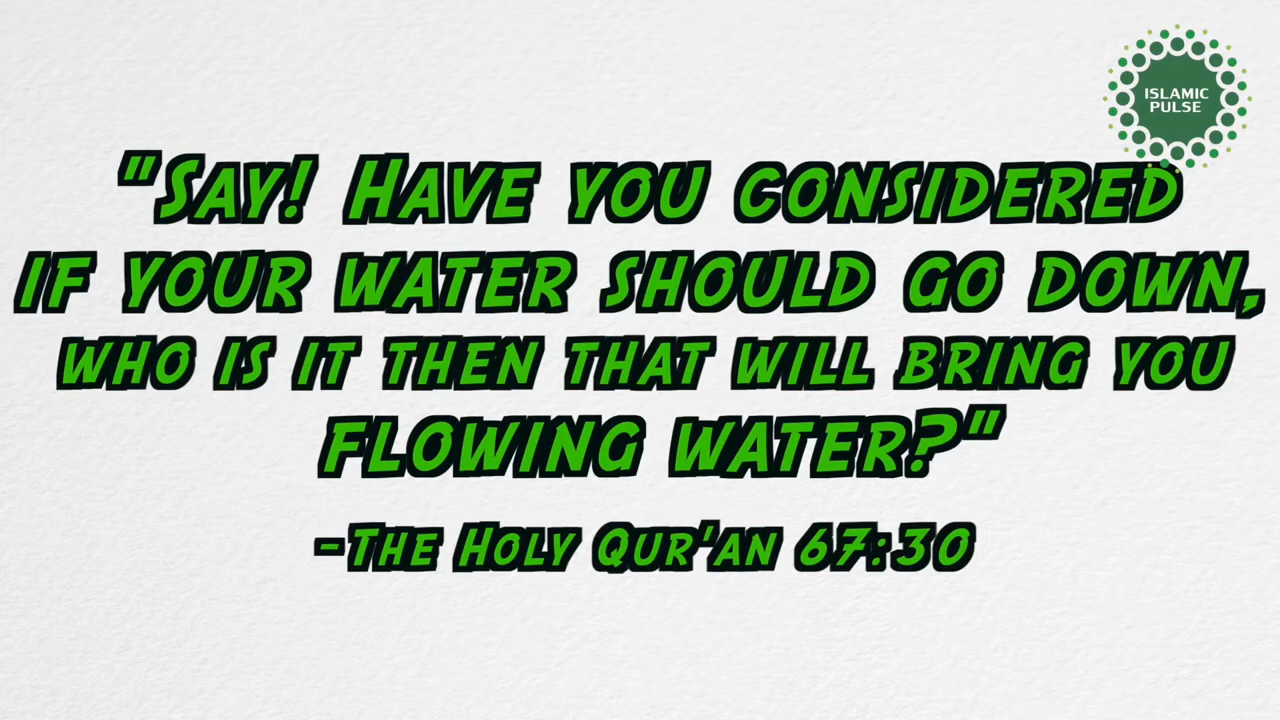 ISLAMIC
PULSE
"Say! Have you considered
if your water should go down,
who is it then that will bring you
flowing water?"
-The Holy Qur'an 67:30